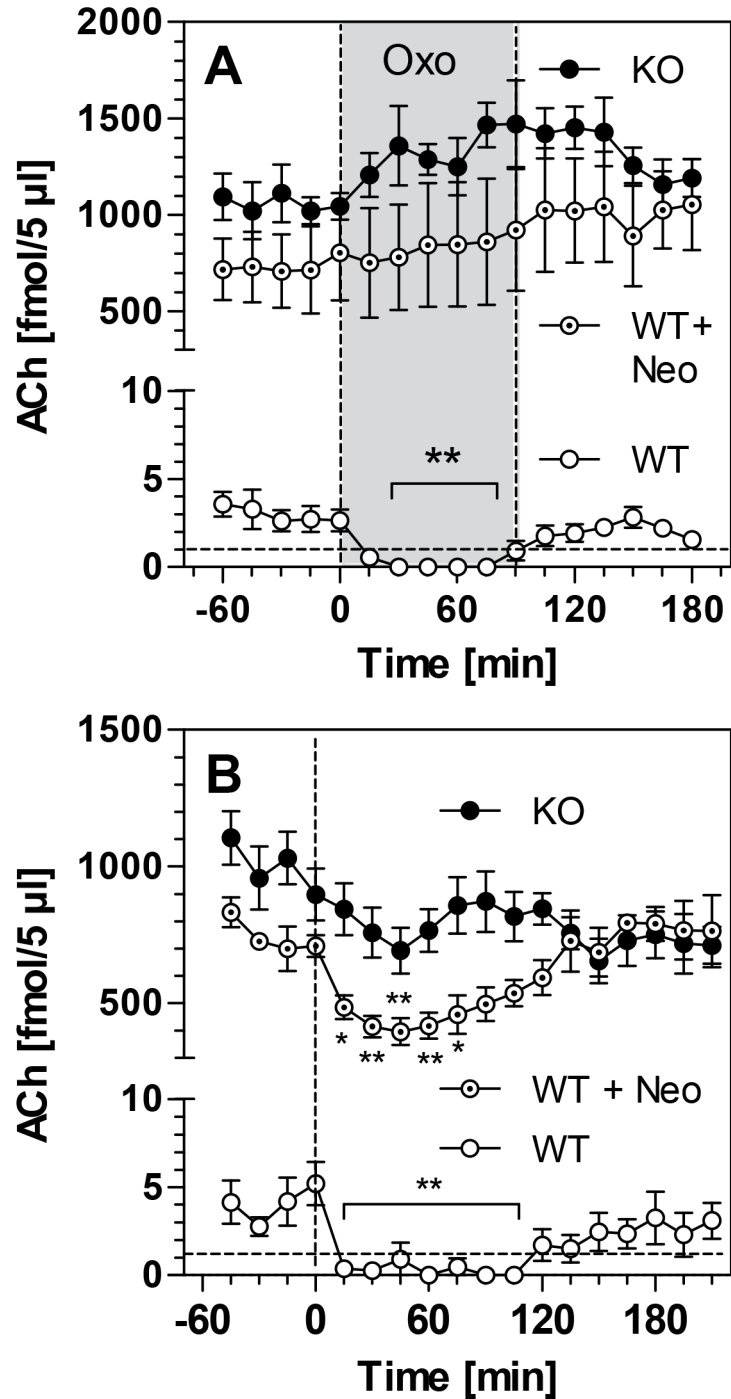 2000
A
Oxo
KO
1500
1000
500
WT+
Neo
10
**
WT
5
0
-60 0 60 120 180
Time [min]
ACh [fmol/5 µl]
1500
B
KO
1000
**
500
* ** ** *
WT + Neo
10
WT
**
5
0
-60 0 60 120 180
Time [min]
ACh [fmol/5 µl]